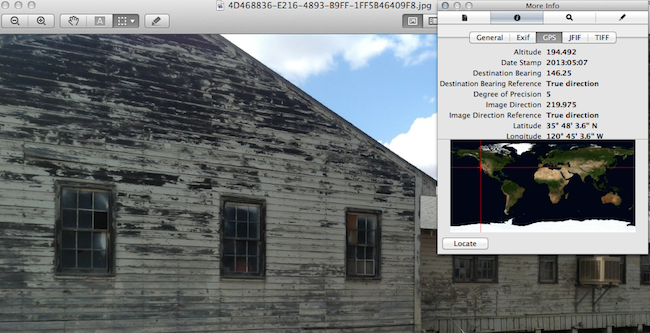 4D468836-E216-4893-B9FF-1FF5B46409F8.jpg
More Info
General Exif GPS JFIF TIFF
Altitude 194.492
Date Stamp 2013:05:07
Destination Bearing 146.25
Destination Bearing Reference True direction
Degree of Precision 5
Image Direction 219.975
Image Direction Reference True direction
Latitude 35° 48' 3.6" N
Longitude 120° 45' 3.6" W
Locate